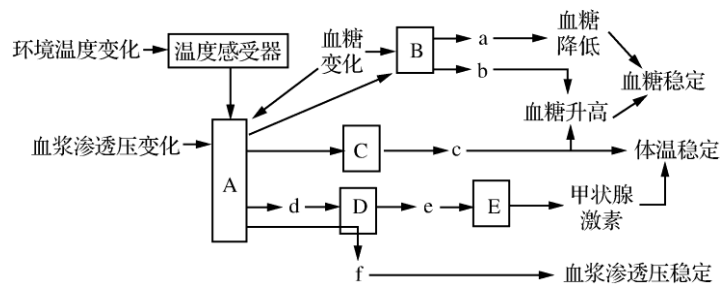 环境温度变化
温度感受器
血糖
变化
B
a
b
血糖
降低
血糖稳定
血糖升高
血浆渗透压变化
A
C
c
体温稳定
d
D
e
E
甲状腺
激素
f
血浆渗透压稳定